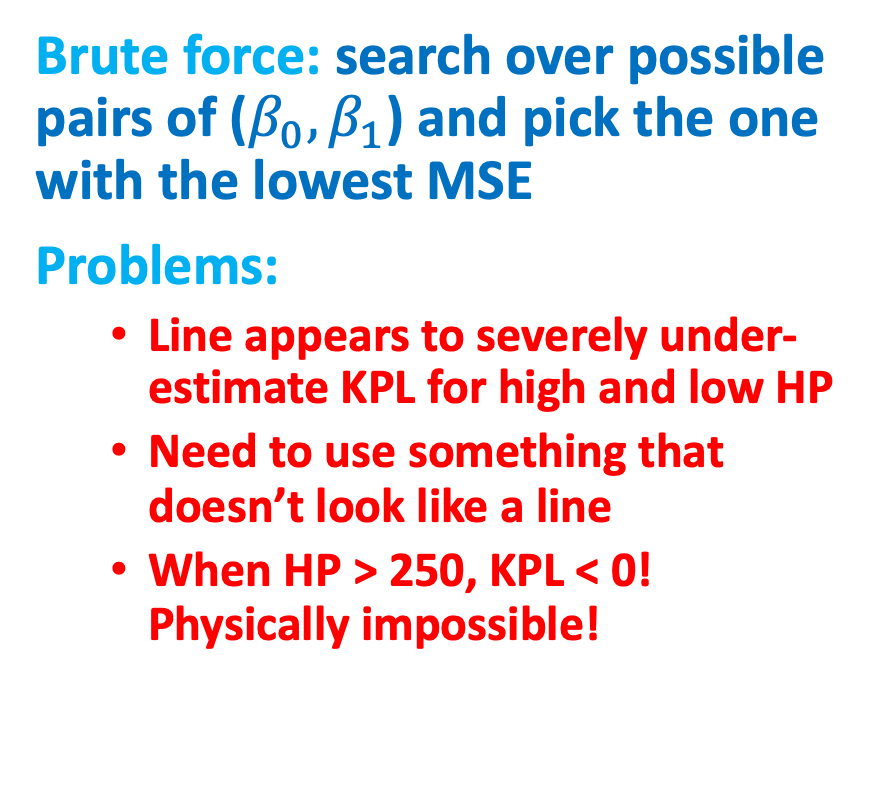 Brute force: search over possible
pairs of (β₀, β₁) and pick the one
with the lowest MSE
Problems:
• Line appears to severely under-
estimate KPL for high and low HP
• Need to use something that
doesn’t look like a line
• When HP > 250, KPL < 0!
Physically impossible!